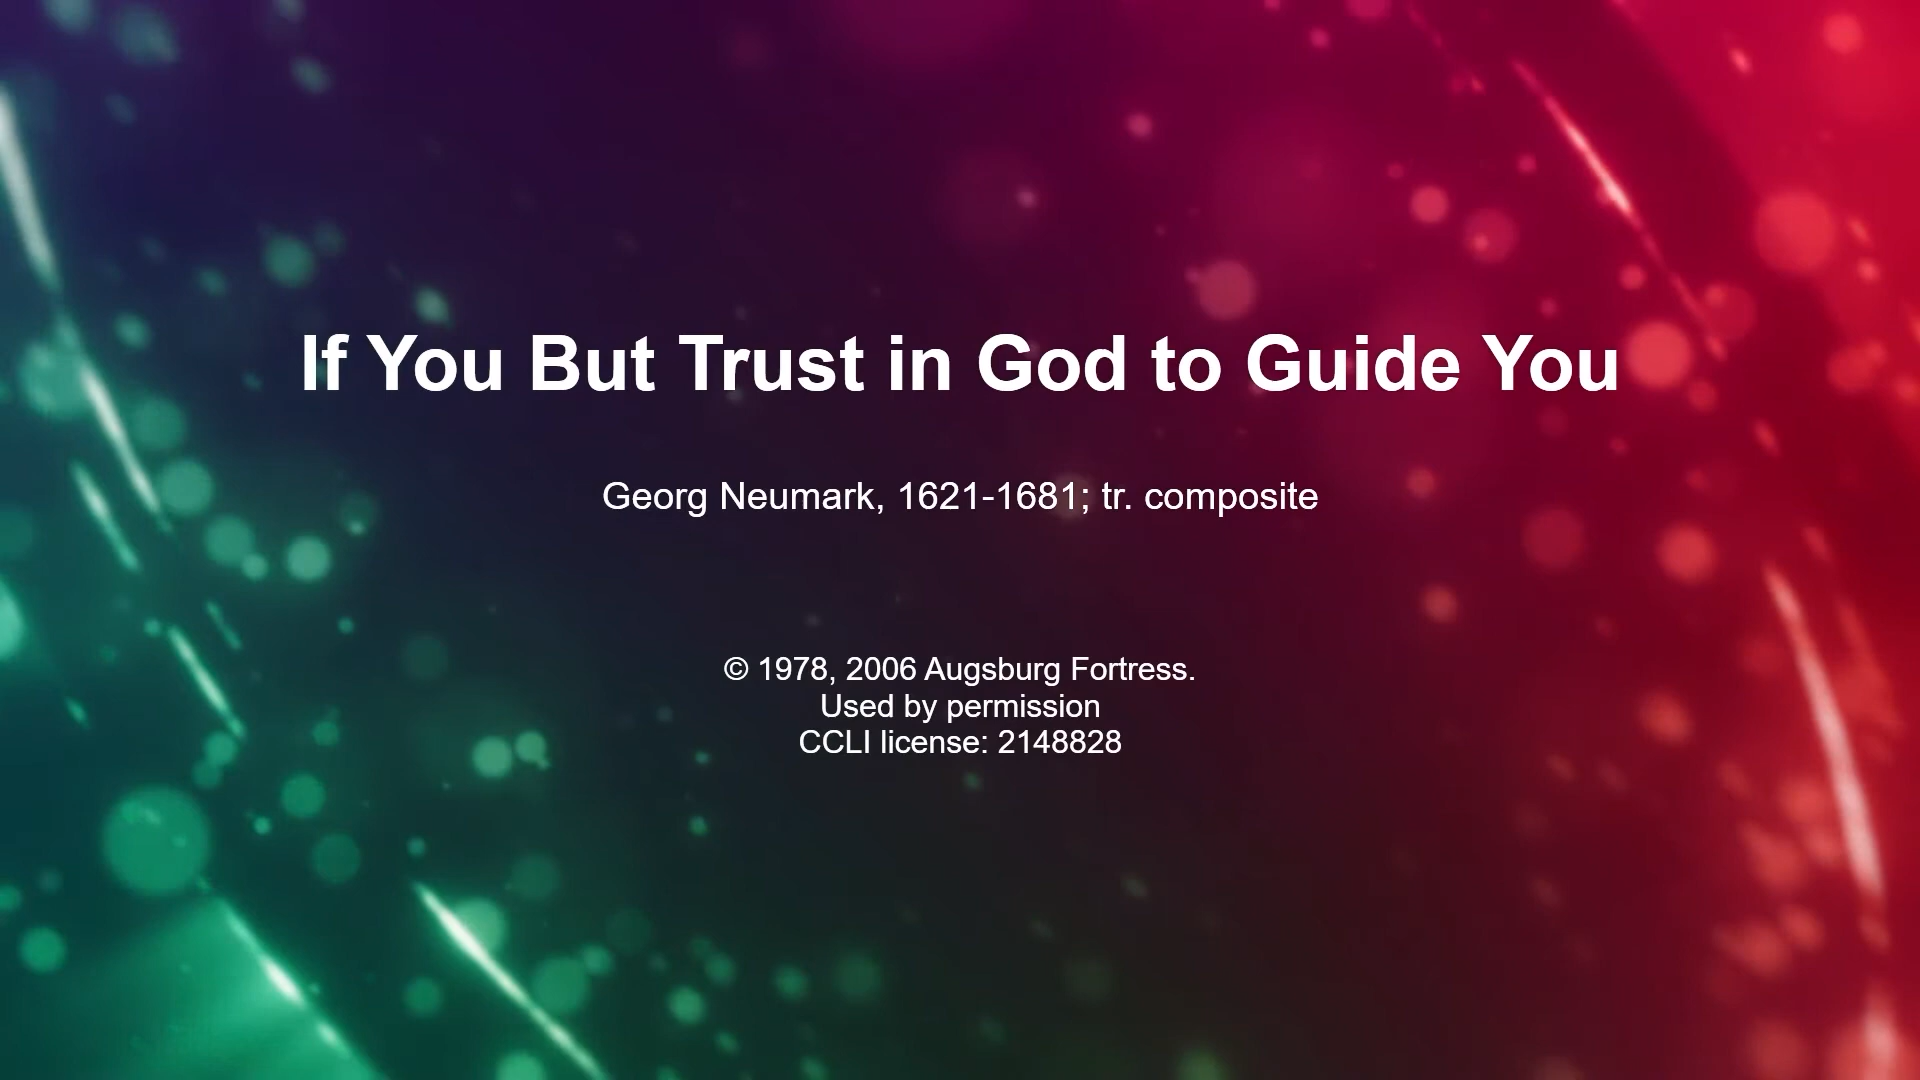 If You But Trust in God to Guide You
Georg Neumark, 1621-1681; tr. composite
© 1978, 2006 Augsburg Fortress.
Used by permission
CCLI license: 2148828